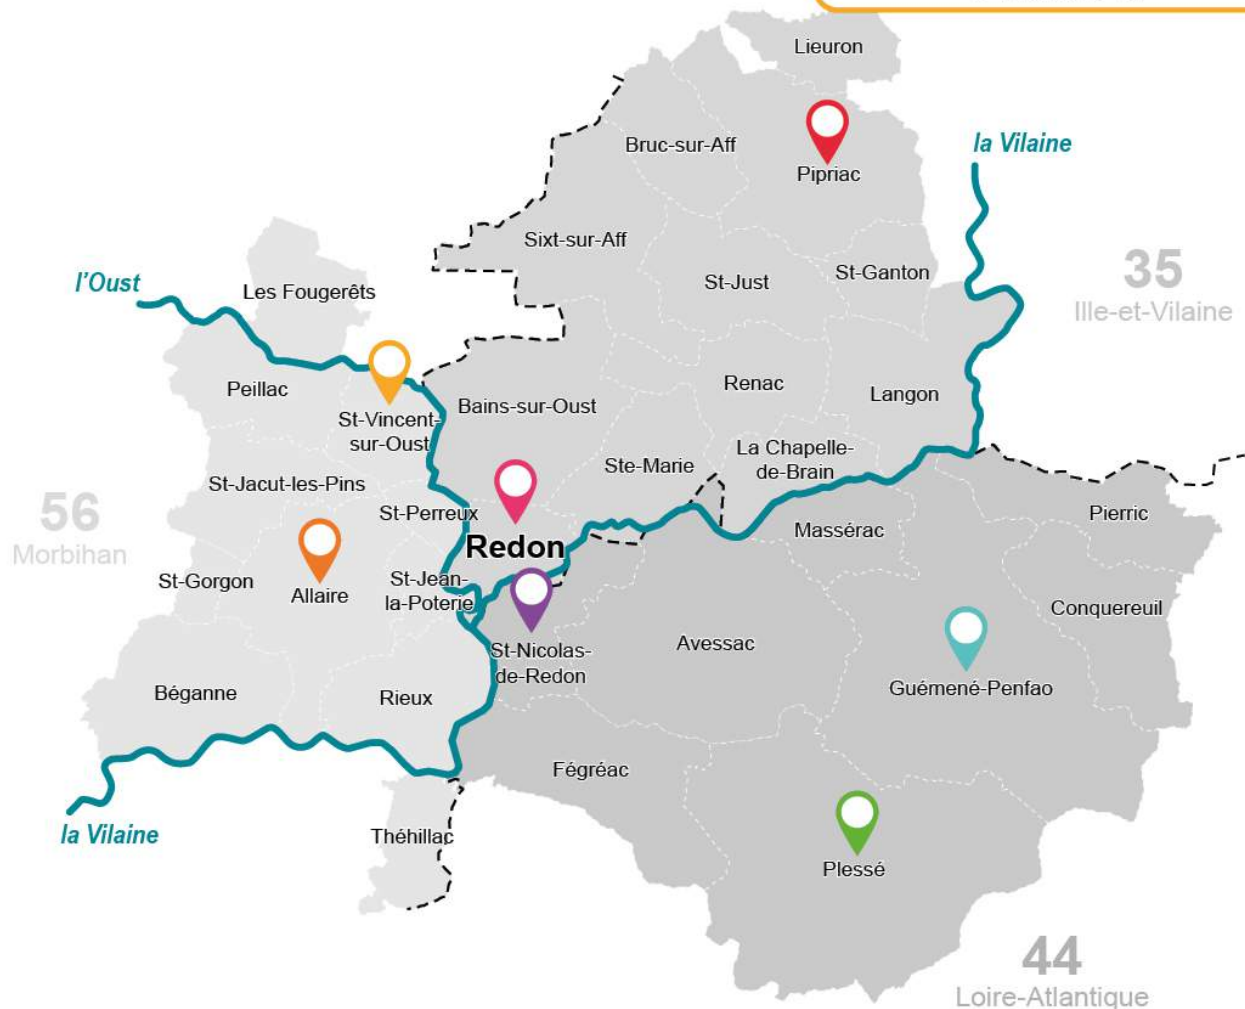 Lieuron
la Vilaine
Bruc-sur-Aff
Pipriac
Sixt-sur-Aff
35
Ille-et-Vilaine
St-Just
St-Ganton
l'Oust
Les Fougerêts
Peillac
Renac
Langon
St-Vincent-
sur-Oust
Bains-sur-Oust
La Chapelle-
de-Brain
Ste-Marie
St-Jacut-les-Pins
56
Morbihan
St-Perreux
Massérac
Pierric
Redon
St-Gorgon
Allaire
St-Jean-
la-Poterie
Conquereuil
Avessac
St-Nicolas-
de-Redon
Guémené-Penfao
Béganne
Rieux
Fégréac
la Vilaine
Théhillac
Plessé
44
Loire-Atlantique